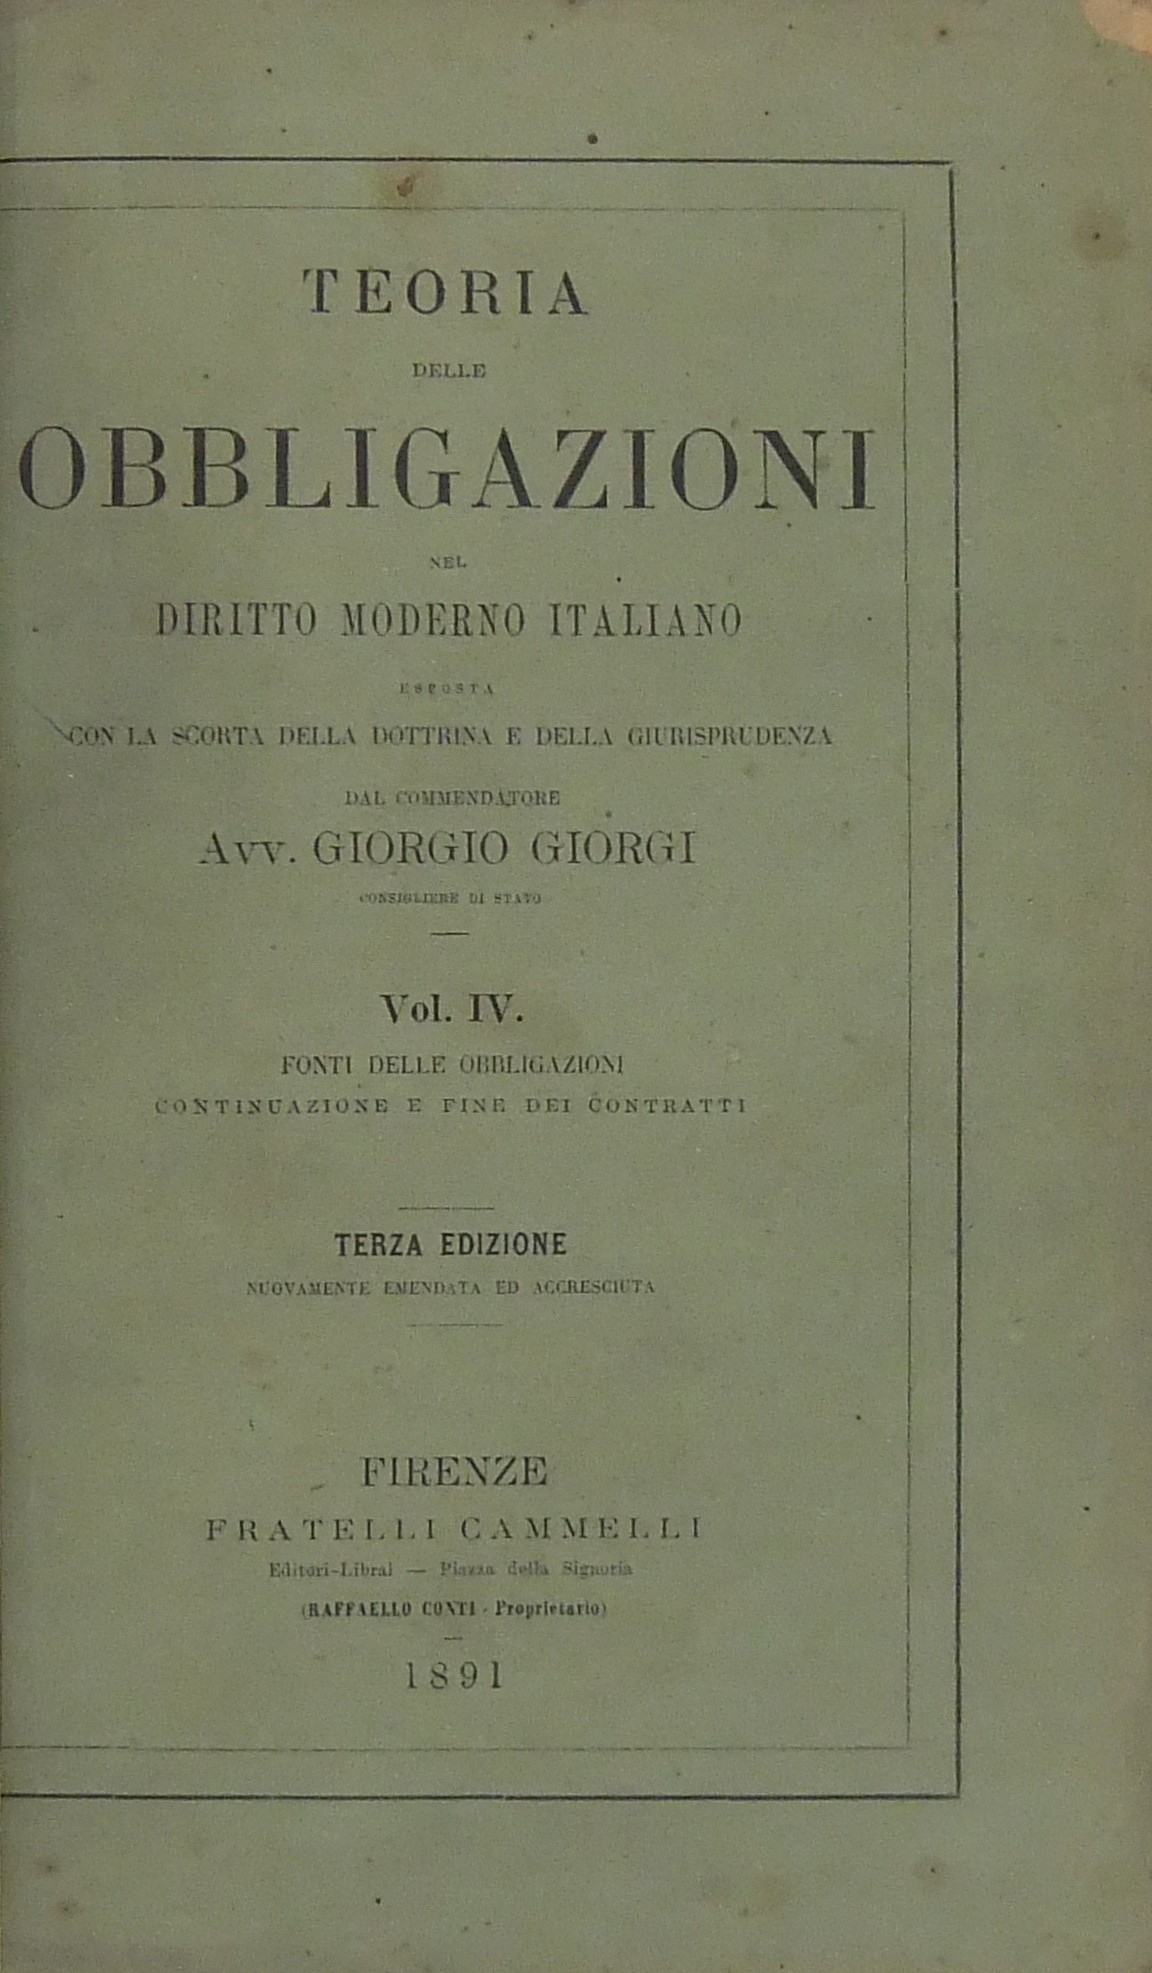 TEORIA
DELLE
OBBLIGAZIONI
NEL
DIRITTO MODERNO ITALIANO
ESPOSTA
CON LA SCORTA DELLA DOTTRINA E DELLA GIURISPRUDENZA
DAL COMMENDATORE
AVV. GIORGIO GIORGI
CONSIGLIERE DI STATO
Vol. IV.
FONTI DELLE OBBLIGAZIONI
CONTINUAZIONE E FINE DEI CONTRATTI
TERZA EDIZIONE
NUOVAMENTE EMENDATA ED ACCRESCIUTA
FIRENZE
FRATELLI CAMMELLI
Editori-Librai — Piazza della Signoria
(RAFFAELLO CONTI - Proprietario)
1891